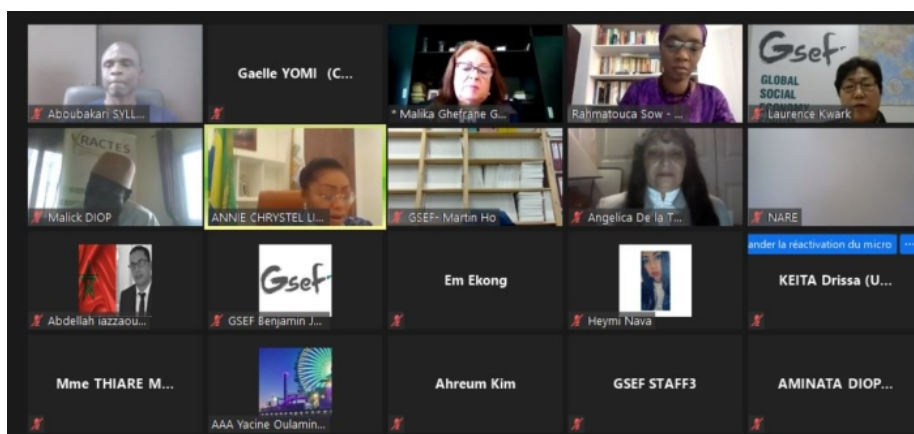 Aboubakari SYLL...
Gaelle YOMI (C...
* Malika Ghefrane G...
Rahmatouca Sow - ...
Gsef
GLOBAL
SOCIAL
ECONOMY
Laurence Kwark
KRACTES
Malick DIOP
ANNIE CHRYSTEL LI...
GSEF- Martin Ho
Angelica De la T...
NARE
ander la réactivation du micro
...
Abdellah iazzaou...
Gsef
GSEF Benjamin J...
Em Ekong
Heymi Nava
KEITA Drissa (U...
Mme THIARE M...
AAA Yacine Oulamin...
Ahreum Kim
GSEF STAFF3
AMINATA DIOP...